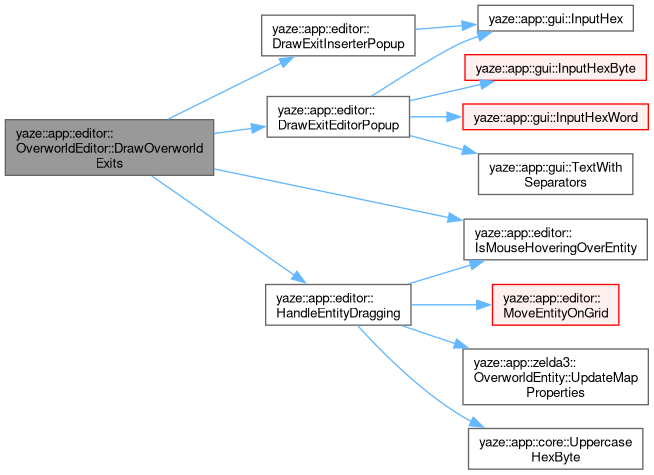 yaze::app::editor::
OverworldEditor::DrawOverworld
Exits
yaze::app::editor::
DrawExitInserterPopup
yaze::app::editor::
DrawExitEditorPopup
yaze::app::editor::
HandleEntityDragging
yaze::app::gui::InputHex
yaze::app::gui::InputHexByte
yaze::app::gui::InputHexWord
yaze::app::gui::TextWith
Separators
yaze::app::editor::
IsMouseHoveringOverEntity
yaze::app::editor::
MoveEntityOnGrid
yaze::app::zelda3::
OverworldEntity::UpdateMap
Properties
yaze::app::core::Uppercase
HexByte